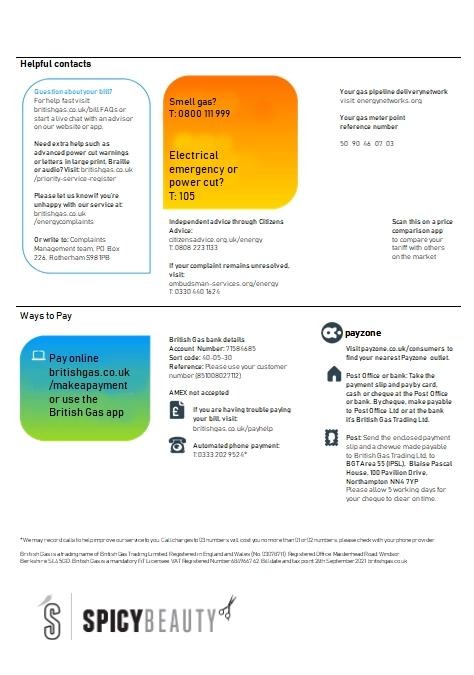 Helpful contacts
Question about your bill?
For help fast visit
britishgas.co.uk/bill FAQs or
start a live chat with an advisor
on our website or app.
Need extra help such as
advanced power cut warnings
or letters in large print, Braille
or audio? Visit: britishgas.co.uk
/priority-service-register
Please let us know if you're
unhappy with our service at:
britishgas.co.uk
/energycomplaints
Or write to: Complaints
Management team, PO Box
226, Rotherham S98 1PB
Smell gas?
T: 0800 111 999
Electrical
emergency or
power cut?
T: 105
Independent advice through Citizens
Advice:
citizensadvice.org.uk/energy
T: 0808 223 1133
If your complaint remains unresolved,
visit:
ombudsman-services.org/energy
T: 0330 440 1624
Your gas pipeline delivery network
visit energynetworks.org
Your gas meter point
reference number
50 90 46 07 03
Scan this on a price
comparison app
to compare your
tariff with others
on the market
Ways to Pay
Pay online
britishgas.co.uk
/makeapayment
or use the
British Gas app
British Gas bank details
Account Number: 71584685
Sort code: 40-05-30
Reference: Please use your customer
number (851008027112)
AMEX not accepted
If you are having trouble paying
your bill. visit:
britishgas.co.uk/payhelp
Automated phone payment:
T: 0333 202 9524*
payzone
Visit payzone.co.uk/consumers to
find your nearest Payzone outlet.
Post Office or bank: Take the
payment slip and pay by card,
cash or cheque at the Post Office
or bank. By cheque, make payable
to Post Office Ltd or at the bank
it's British Gas Trading Ltd.
Post: Send the enclosed payment
slip and a chewue made payable
to British Gas Trading Ltd, to
BGT Area 55 (IPSL), Blaise Pascal
House, 100 Pavilion Drive,
Northampton NN4 7YP
Please allow 5 working days for
your cheque to clear on time.
*We may record calls to help improve our service to you. Call charges to 03 numbers will cost you no more than 01 or 02 numbers, please check with your phone provider
British Gas is a trading name of British Gas Trading Limited. Registered in England and Wales (No. 03078711). Registered Office: Maidenhead Road, Windsor,
Berkshire SL4 5GD. British Gas is a mandatory FiT Licensee. VAT Registered Number 684966762. Bill date and tax point 28th September 2021 britishgas.co.uk
SPICYBEAUTY